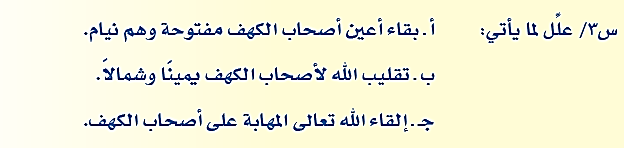 س٣/ علِّل لما يأتي: أ ـ بقاء أعين أصحاب الكهف مفتوحة وهم نيام.
ب ـ تقليب الله لأصحاب الكهف يمينًا وشمالاً.
جـ ـ إلقاء الله تعالى المهابة على أصحاب الكهف.